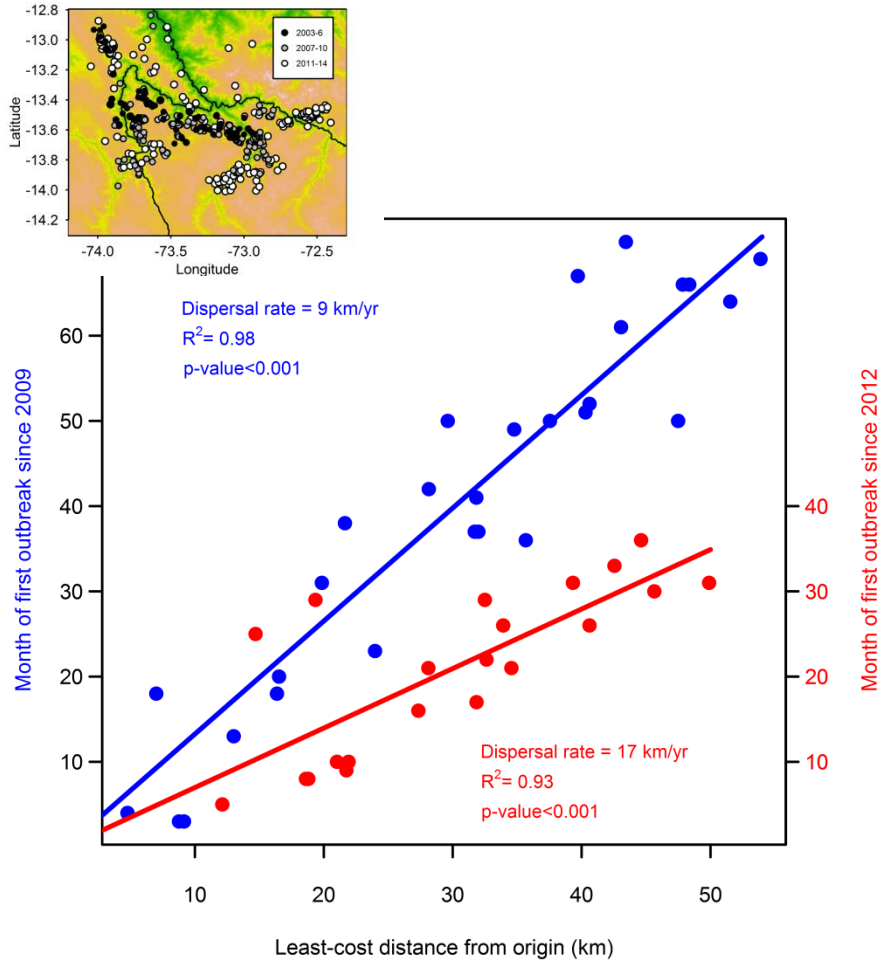 -12.8
-13.0
-13.2
-13.4
-13.6
-13.8
-14.0
-14.2
Latitude
2003-6
2007-10
2011-14
-74.0 -73.5 -73.0 -72.5
Longitude
Dispersal rate = 9 km/yr
R²= 0.98
p-value<0.001
Month of first outbreak since 2009
60
50
40
30
20
10
40
30
20
10
Month of first outbreak since 2012
Dispersal rate = 17 km/yr
R²= 0.93
p-value<0.001
10 20 30 40 50
Least-cost distance from origin (km)